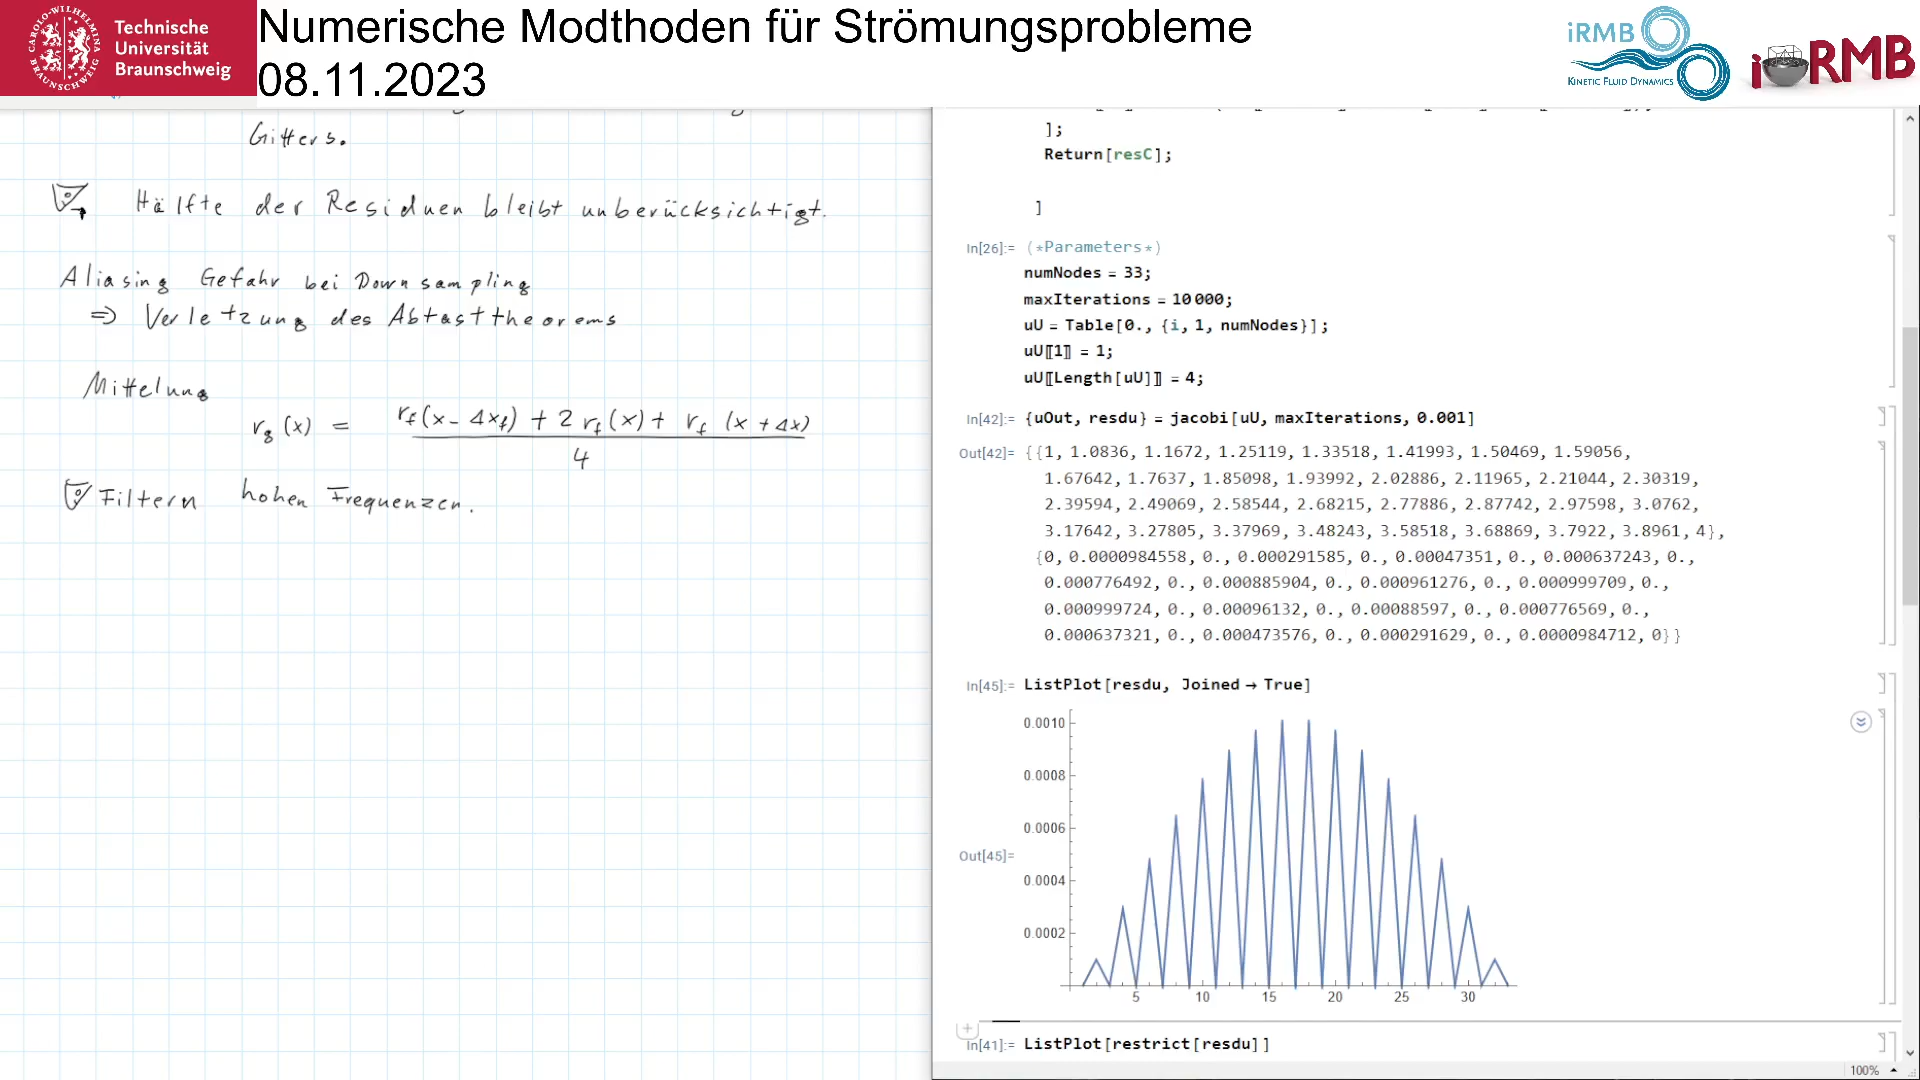 Technische
Universität
Braunschweig
CAROLO-WILHELMINA
BRAUNSCHWEIG
Numerische Modthoden für Strömungsprobleme
08.11.2023
iRMB
KINETIC FLUID DYNAMICS
iRMB
Gitters.
Hälfte der Residuen bleibt unberücksichtigt.
Aliasing Gefahr bei Downsampling
⇒ Verletzung des Abtasttheorems
Mittelung
r_g(x) = (r_f(x-Δx_f) + 2 r_f(x) + r_f(x+Δx)) / 4
Filtern hohen Frequenzen.
];
Return[resC];
]
In[26]:= (*Parameters*)
numNodes = 33;
maxIterations = 10000;
uU = Table[0., {i, 1, numNodes}];
uU⟦1⟧ = 1;
uU⟦Length[uU]⟧ = 4;
In[42]:= {uOut, resdu} = jacobi[uU, maxIterations, 0.001]
Out[42]= {{1, 1.0836, 1.1672, 1.25119, 1.33518, 1.41993, 1.50469, 1.59056,
1.67642, 1.7637, 1.85098, 1.93992, 2.02886, 2.11965, 2.21044, 2.30319,
2.39594, 2.49069, 2.58544, 2.68215, 2.77886, 2.87742, 2.97598, 3.0762,
3.17642, 3.27805, 3.37969, 3.48243, 3.58518, 3.68869, 3.7922, 3.8961, 4},
{0, 0.0000984558, 0., 0.000291585, 0., 0.00047351, 0., 0.000637243, 0.,
0.000776492, 0., 0.000885904, 0., 0.000961276, 0., 0.000999709, 0.,
0.000999724, 0., 0.00096132, 0., 0.00088597, 0., 0.000776569, 0.,
0.000637321, 0., 0.000473576, 0., 0.000291629, 0., 0.0000984712, 0}}
In[45]:= ListPlot[resdu, Joined → True]
0.0010
0.0008
0.0006
Out[45]=
0.0004
0.0002
5 10 15 20 25 30
In[41]:= ListPlot[restrict[resdu]]
100%